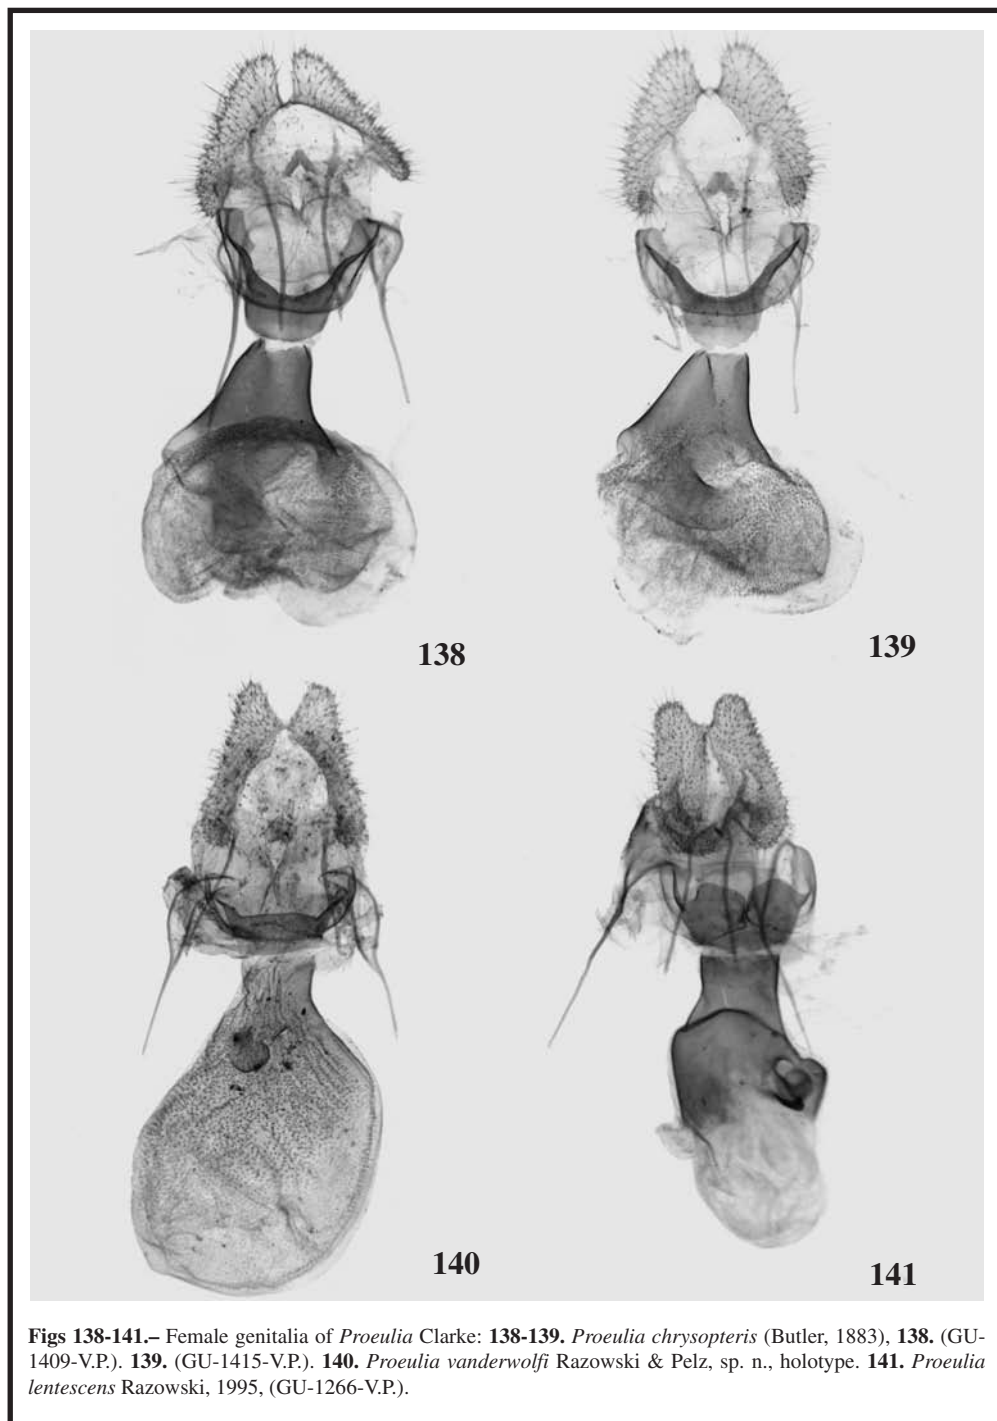 138
139
140
141
Figs 138-141.– Female genitalia of Proeulia Clarke: 138-139. Proeulia chrysopteris (Butler, 1883), 138. (GU-
1409-V.P.). 139. (GU-1415-V.P.). 140. Proeulia vanderwolfi Razowski & Pelz, sp. n., holotype. 141. Proeulia
lentescens Razowski, 1995, (GU-1266-V.P.).